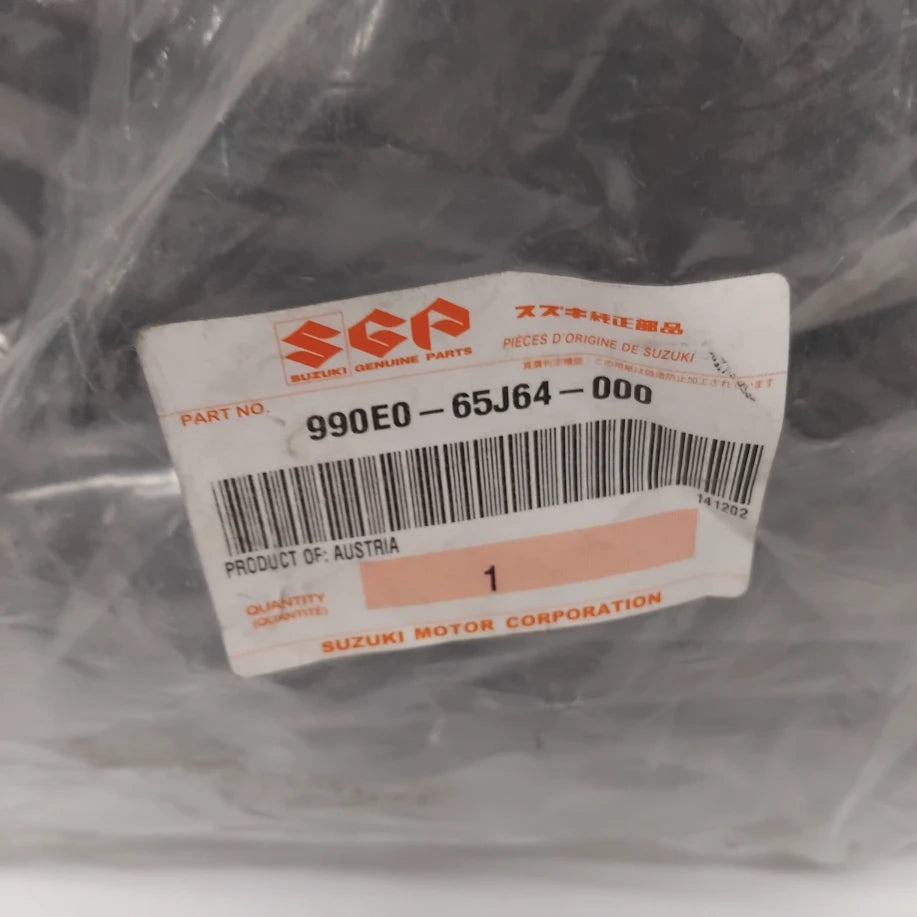 SGP
SUZUKI GENUINE PARTS
スズキ純正部品
PIÈCES D'ORIGINE DE SUZUKI
PART NO.
990E0-65J64-000
141202
PRODUCT OF: AUSTRIA
QUANTITY
(QUANTITÉ)
1
SUZUKI MOTOR CORPORATION